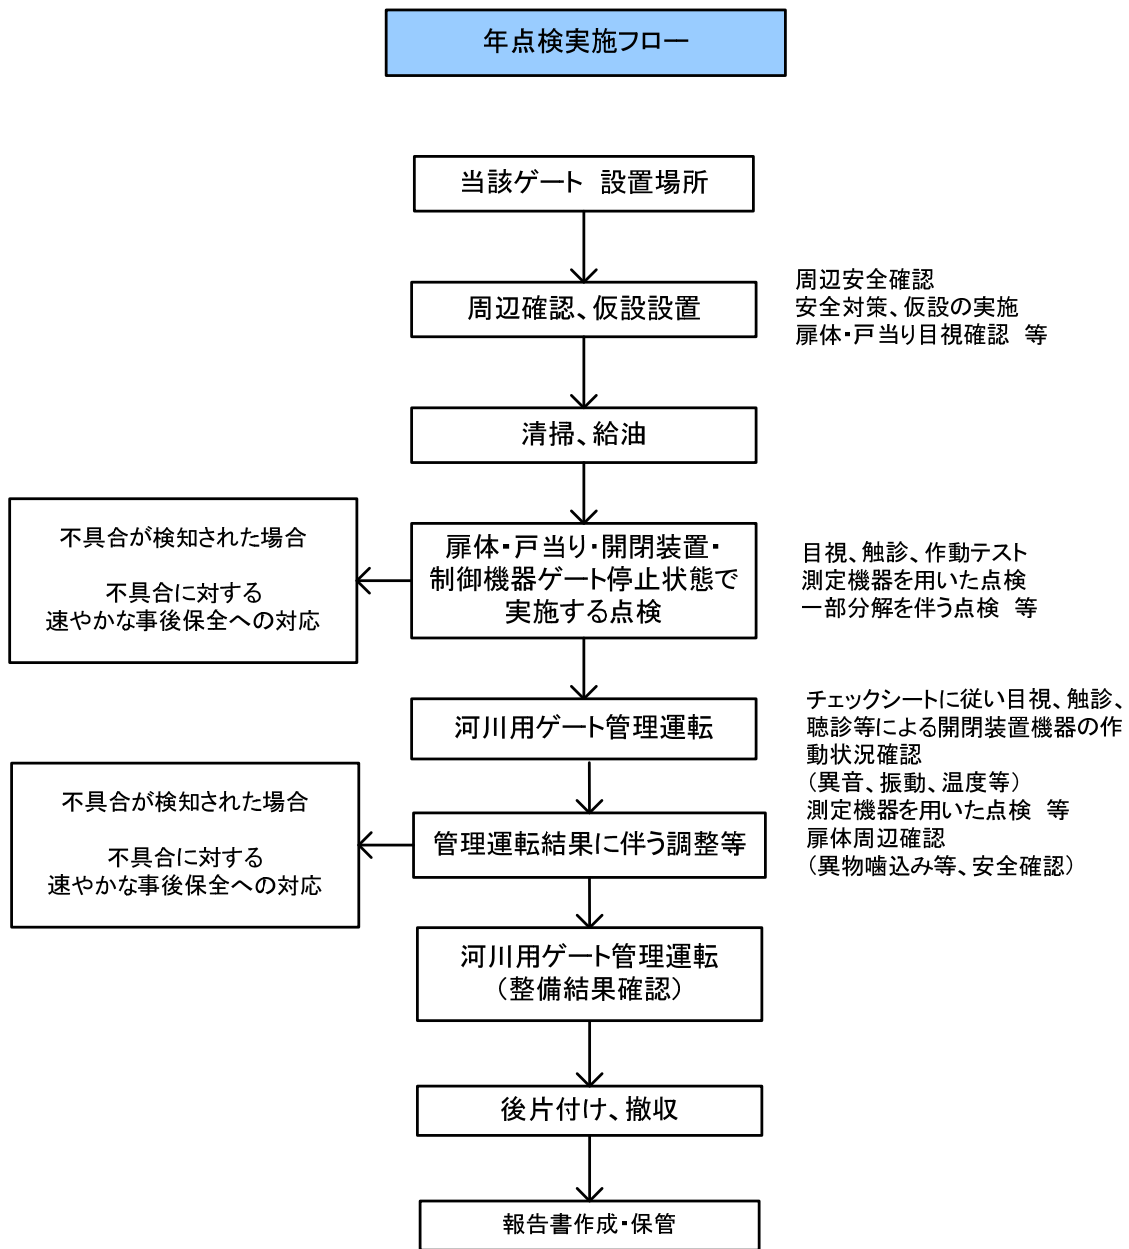 年点検実施フロー
当該ゲート　設置場所
周辺確認、仮設設置
周辺安全確認
安全対策、仮設の実施
扉体・戸当り目視確認　等
清掃、給油
不具合が検知された場合
不具合に対する
速やかな事後保全への対応
扉体・戸当り・開閉装置・
制御機器ゲート停止状態で
実施する点検
目視、触診、作動テスト
測定機器を用いた点検
一部分解を伴う点検　等
河川用ゲート管理運転
チェックシートに従い目視、触診、
聴診等による開閉装置機器の作
動状況確認
（異音、振動、温度等）
測定機器を用いた点検　等
扉体周辺確認
（異物噛込み等、安全確認）
不具合が検知された場合
不具合に対する
速やかな事後保全への対応
管理運転結果に伴う調整等
河川用ゲート管理運転
（整備結果確認）
後片付け、撤収
報告書作成・保管